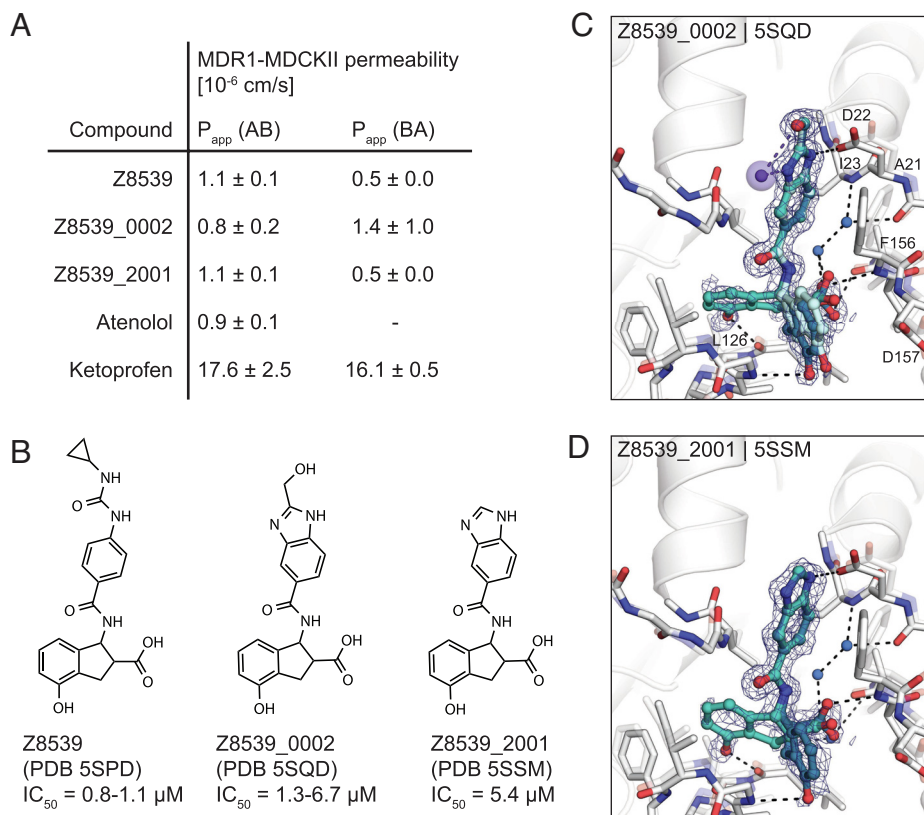 A
MDR1-MDCKII permeability
[10⁻⁶ cm/s]
Compound P_app (AB) P_app (BA)
Z8539 1.1 ± 0.1 0.5 ± 0.0
Z8539_0002 0.8 ± 0.2 1.4 ± 1.0
Z8539_2001 1.1 ± 0.1 0.5 ± 0.0
Atenolol 0.9 ± 0.1 -
Ketoprofen 17.6 ± 2.5 16.1 ± 0.5
B
NH
O
NH
O
NH
OH
O
OH
Z8539
(PDB 5SPD)
IC₅₀ = 0.8-1.1 μM
OH
N
NH
O
NH
OH
O
OH
Z8539_0002
(PDB 5SQD)
IC₅₀ = 1.3-6.7 μM
N
NH
O
NH
OH
O
OH
Z8539_2001
(PDB 5SSM)
IC₅₀ = 5.4 μM
C
Z8539_0002 | 5SQD
D22
I23
A21
F156
L126
D157
D
Z8539_2001 | 5SSM